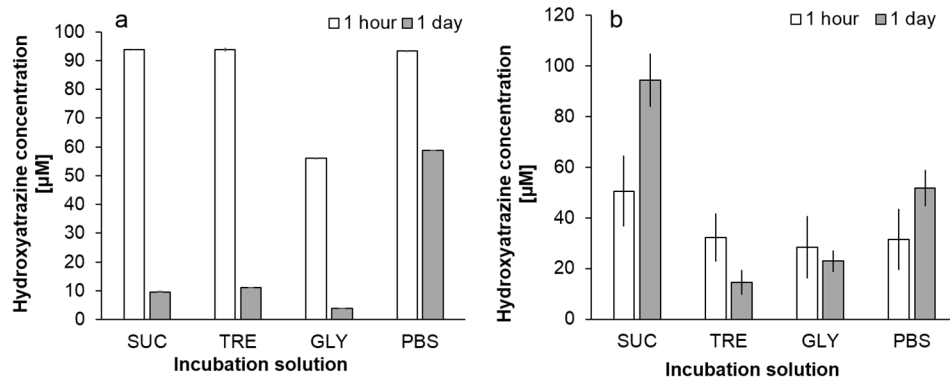 a
1 hour 1 day
Hydroxyatrazine concentration
[µM]
100
90
80
70
60
50
40
30
20
10
0
SUC TRE GLY PBS
Incubation solution
b
1 hour 1 day
Hydroxyatrazine concentration
[µM]
120
100
80
60
40
20
0
SUC TRE GLY PBS
Incubation solution